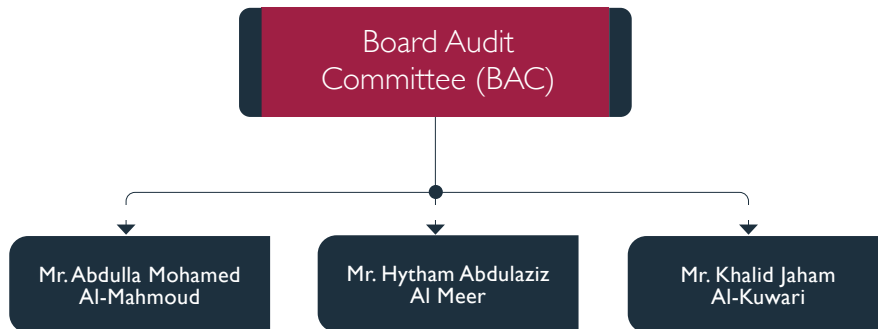 Board Audit
Committee (BAC)
Mr. Abdulla Mohamed
Al-Mahmoud
Mr. Hytham Abdulaziz
Al Meer
Mr. Khalid Jaham
Al-Kuwari